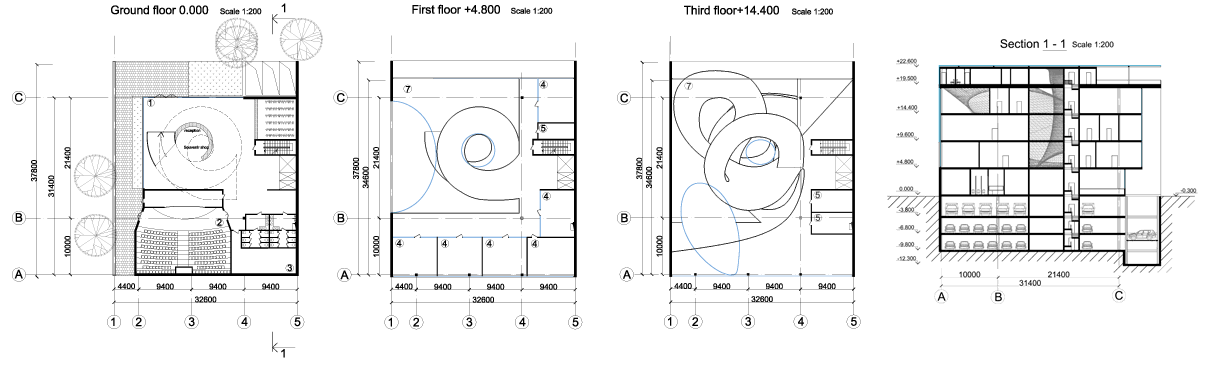 Ground floor 0.000 Scale 1:200
1
C
B
A
37800
31400
21400
10000
1
reception
Souvenir shop
2
3
4400 9400 9400 9400
32600
1 2 3 4 5
1
First floor +4.800 Scale 1:200
C
B
A
37800
34600
21400
10000
7
4
5
4
4 4 4 4
4400 9400 9400 9400
32600
1 2 3 4 5
Third floor+14.400 Scale 1:200
C
B
A
37800
34600
21400
10000
7
5
5
4400 9400 9400 9400
32600
1 2 3 4 5
Section 1 - 1 Scale 1:200
+22.600
+19.500
+14.400
+9.600
+4.800
0.000
-0.300
-3.800
-6.800
-9.800
-12.300
10000 21400
31400
A B C